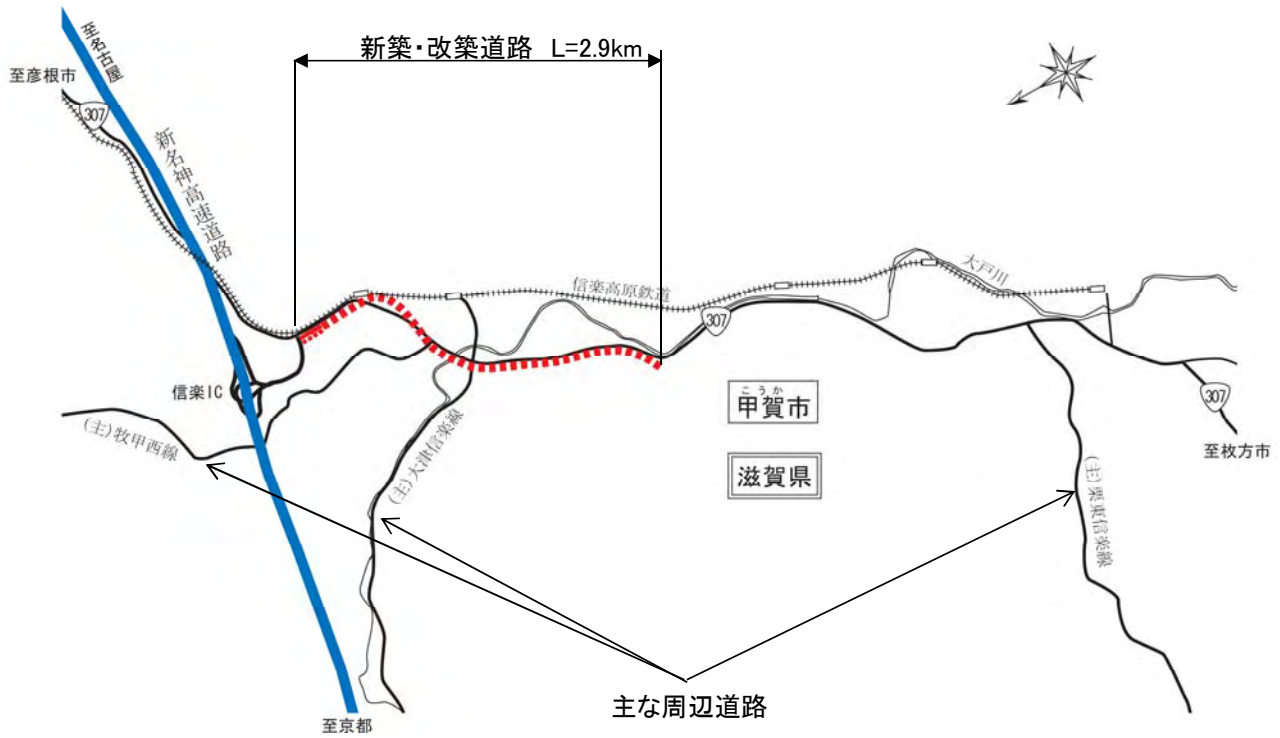 新築・改築道路 L=2.9km
至名古屋
至彦根市
307
新名神高速道路
信楽高原鉄道
大戸川
307
信楽IC
こうか
甲賀市
307
(主)牧甲西線
(主)大津信楽線
至枚方市
滋賀県
(主)栗東信楽線
主な周辺道路
至京都